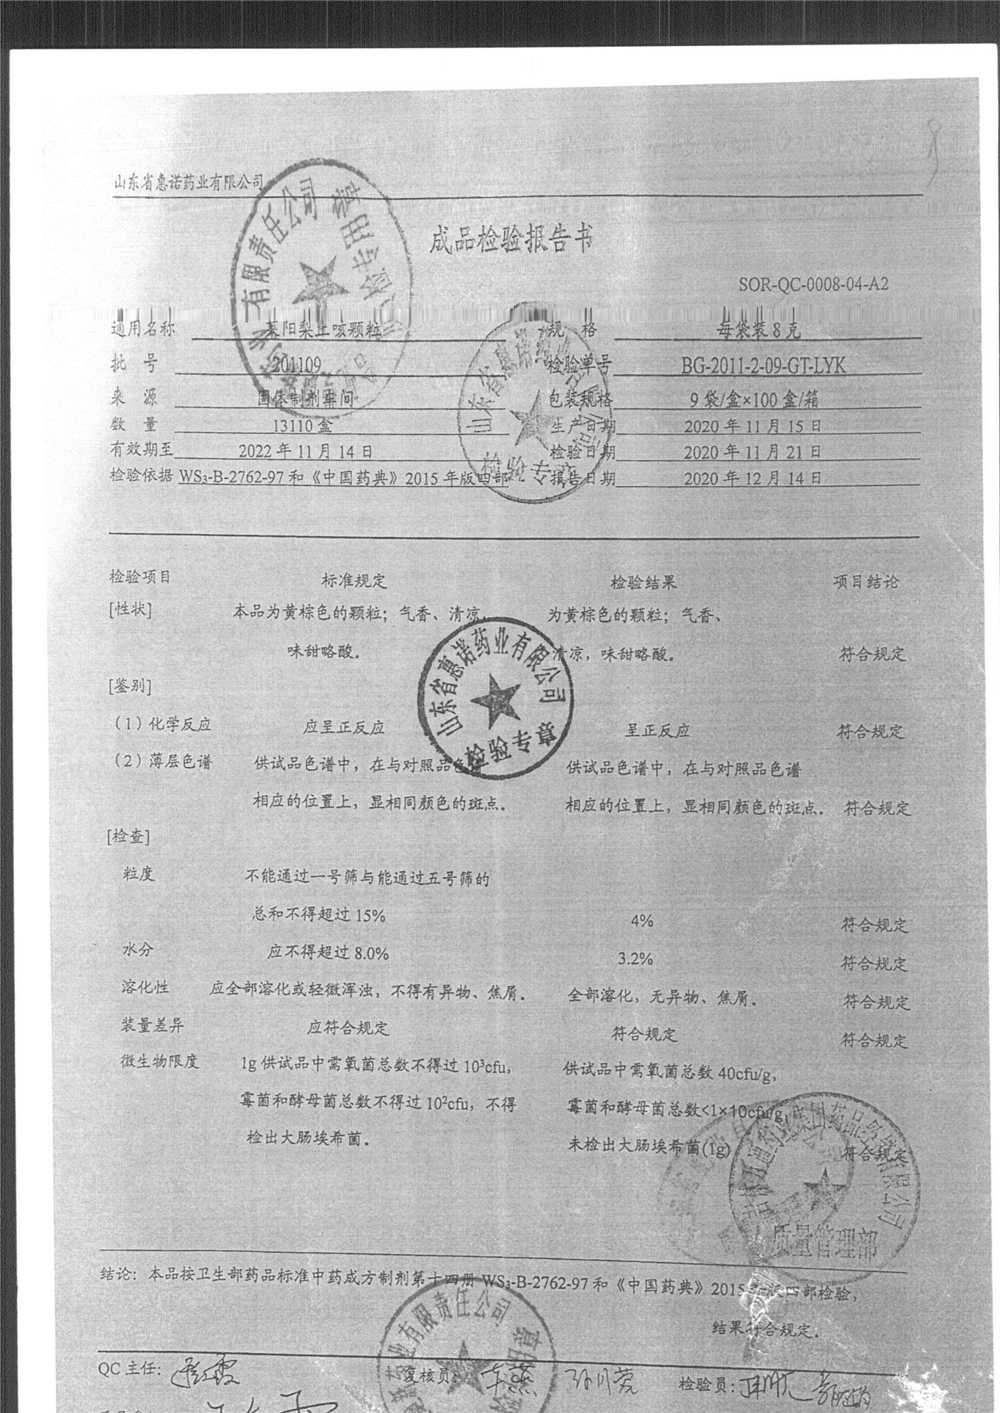 山东省惠诺药业有限公司
成品检验报告书
SOR-QC-0008-04-A2
通用名称 莱阳梨止咳颗粒 规 格 每袋装8克
批 号 201109 检验单号 BG-2011-2-09-GT-LYK
来 源 固体制剂车间 包装规格 9袋/盒×100盒/箱
数 量 13110盒 生产日期 2020年11月15日
有效期至 2022年11月14日 检验日期 2020年11月21日
检验依据 WS₃-B-2762-97和《中国药典》2015年版四部 报告日期 2020年12月14日
检验项目 标准规定 检验结果 项目结论
[性状] 本品为黄棕色的颗粒；气香、清凉， 为黄棕色的颗粒；气香、
味甜略酸。 清凉，味甜略酸。 符合规定
[鉴别]
（1）化学反应 应呈正反应 呈正反应 符合规定
（2）薄层色谱 供试品色谱中，在与对照品色谱 供试品色谱中，在与对照品色谱
相应的位置上，显相同颜色的斑点。 相应的位置上，显相同颜色的斑点。 符合规定
[检查]
粒度 不能通过一号筛与能通过五号筛的
总和不得超过15% 4% 符合规定
水分 应不得超过8.0% 3.2% 符合规定
溶化性 应全部溶化或轻微浑浊，不得有异物、焦屑。 全部溶化，无异物、焦屑。 符合规定
装量差异 应符合规定 符合规定 符合规定
微生物限度 1g供试品中需氧菌总数不得过10³cfu， 供试品中需氧菌总数40cfu/g，
霉菌和酵母菌总数不得过10²cfu，不得 霉菌和酵母菌总数<1×10cfu/g，
检出大肠埃希菌。 未检出大肠埃希菌(1g) 符合规定
山东省惠诺药业有限公司
检验专用章
质量管理部
结论：本品按卫生部药品标准中药成方制剂第十四册WS₃-B-2762-97和《中国药典》2015年版四部检验，
结果符合规定。
QC主任： 复核员： 检验员：